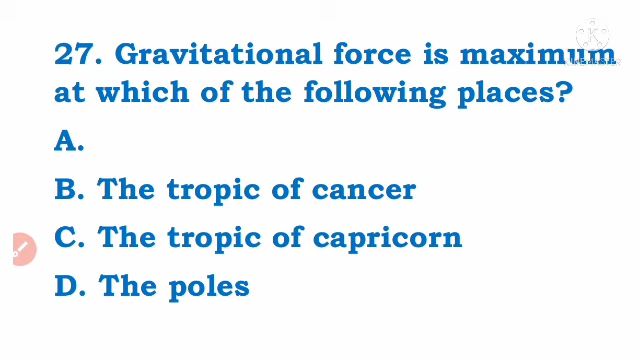 27. Gravitational force is maximum
at which of the following places?
A.
B. The tropic of cancer
C. The tropic of capricorn
D. The poles